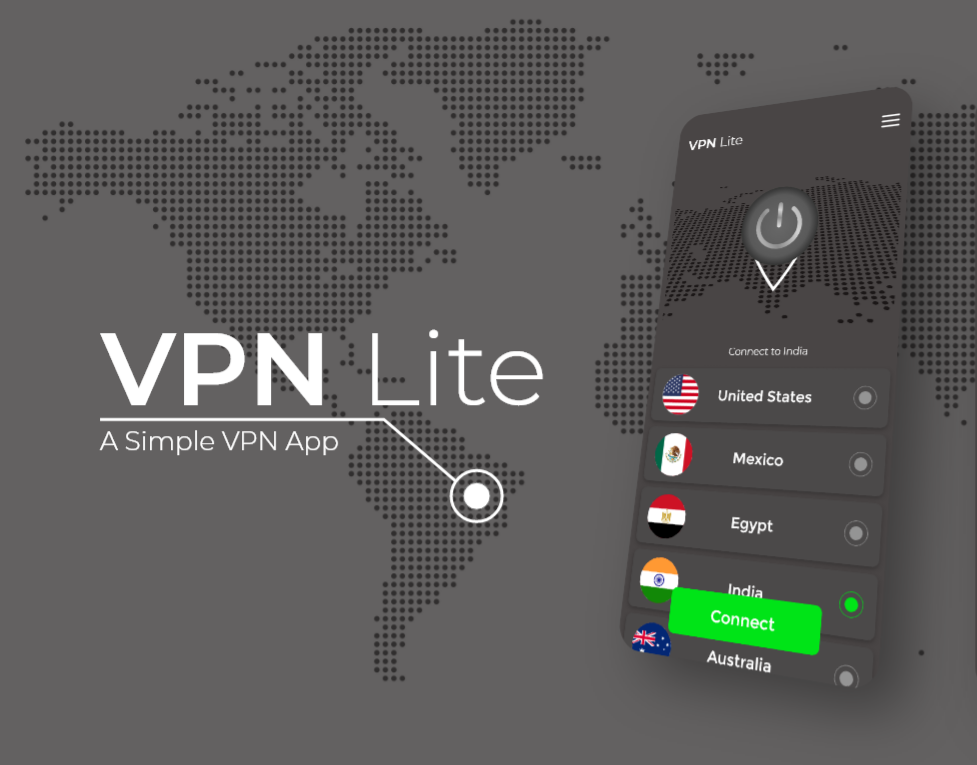 VPN Lite
A Simple VPN App
VPN Lite
Connect to India
United States
Mexico
Egypt
India
Connect
Australia